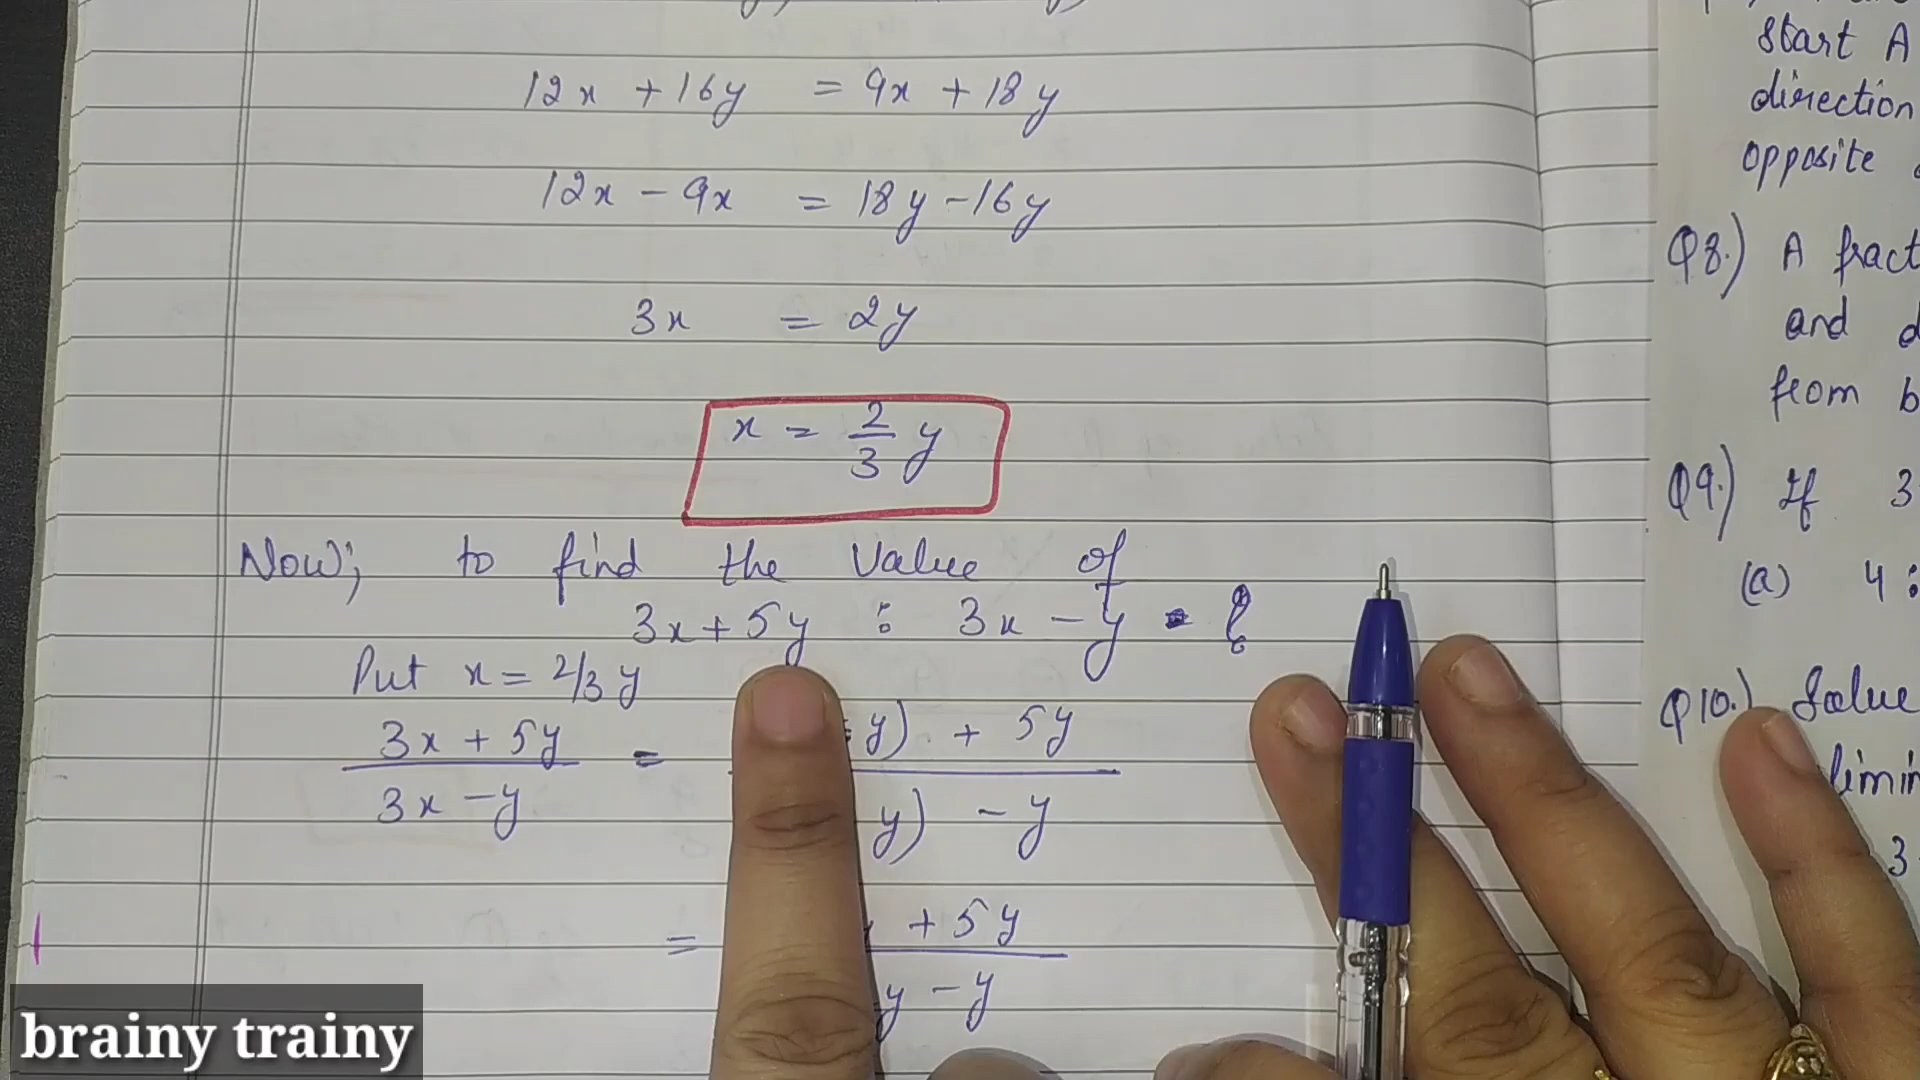 12x + 16y = 9x + 18y
12x - 9x = 18y - 16y
3x = 2y
x = 2/3 y
Now; to find the value of
3x + 5y : 3x - y = ?
Put x = 2/3 y
3x + 5y / 3x - y = y) + 5y / y) - y
= + 5y / y - y
start A
direction
opposite
Q8.) A fract
and d
from b
Q9.) If 3
(a) 4 :
Q10.) Solve
limin
3
brainy trainy